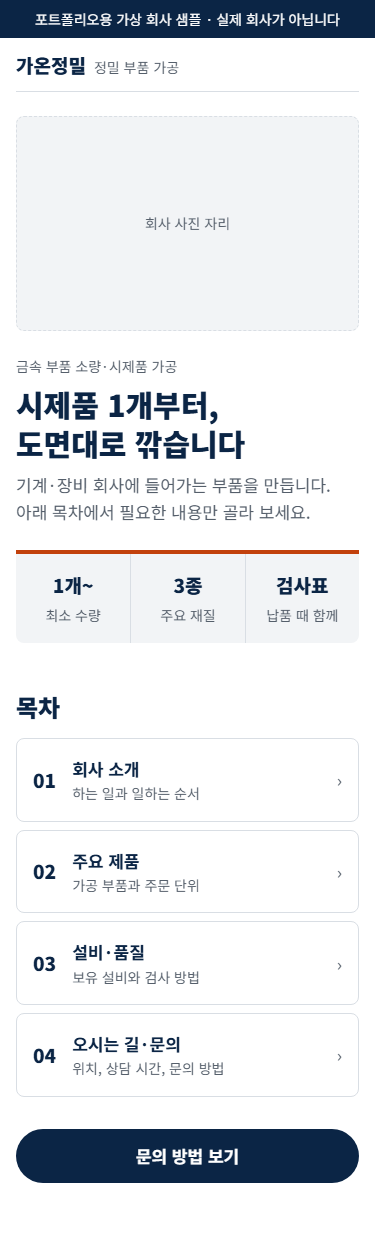 포트폴리오용 가상 회사 샘플 · 실제 회사가 아닙니다
가온정밀 정밀 부품 가공
회사 사진 자리
금속 부품 소량·시제품 가공
시제품 1개부터,
도면대로 깎습니다
기계·장비 회사에 들어가는 부품을 만듭니다.
아래 목차에서 필요한 내용만 골라 보세요.
1개~
최소 수량
3종
주요 재질
검사표
납품 때 함께
목차
01
회사 소개
하는 일과 일하는 순서
›
02
주요 제품
가공 부품과 주문 단위
›
03
설비·품질
보유 설비와 검사 방법
›
04
오시는 길·문의
위치, 상담 시간, 문의 방법
›
문의 방법 보기